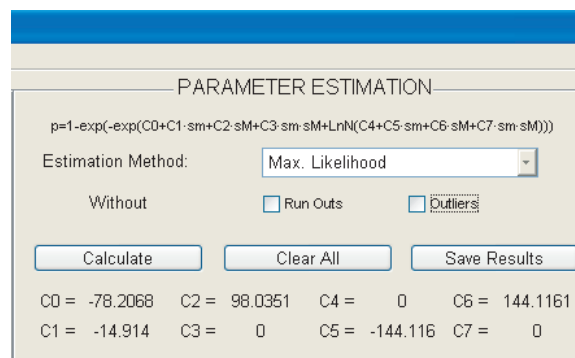 PARAMETER ESTIMATION
p=1-exp(-exp(C0+C1·sm+C2·sM+C3·sm·sM+LnN(C4+C5·sm+C6·sM+C7·sm·sM)))
Estimation Method: Max. Likelihood
Without Run Outs Outliers
Calculate Clear All Save Results
C0 = -78.2068 C2 = 98.0351 C4 = 0 C6 = 144.1161
C1 = -14.914 C3 = 0 C5 = -144.116 C7 = 0